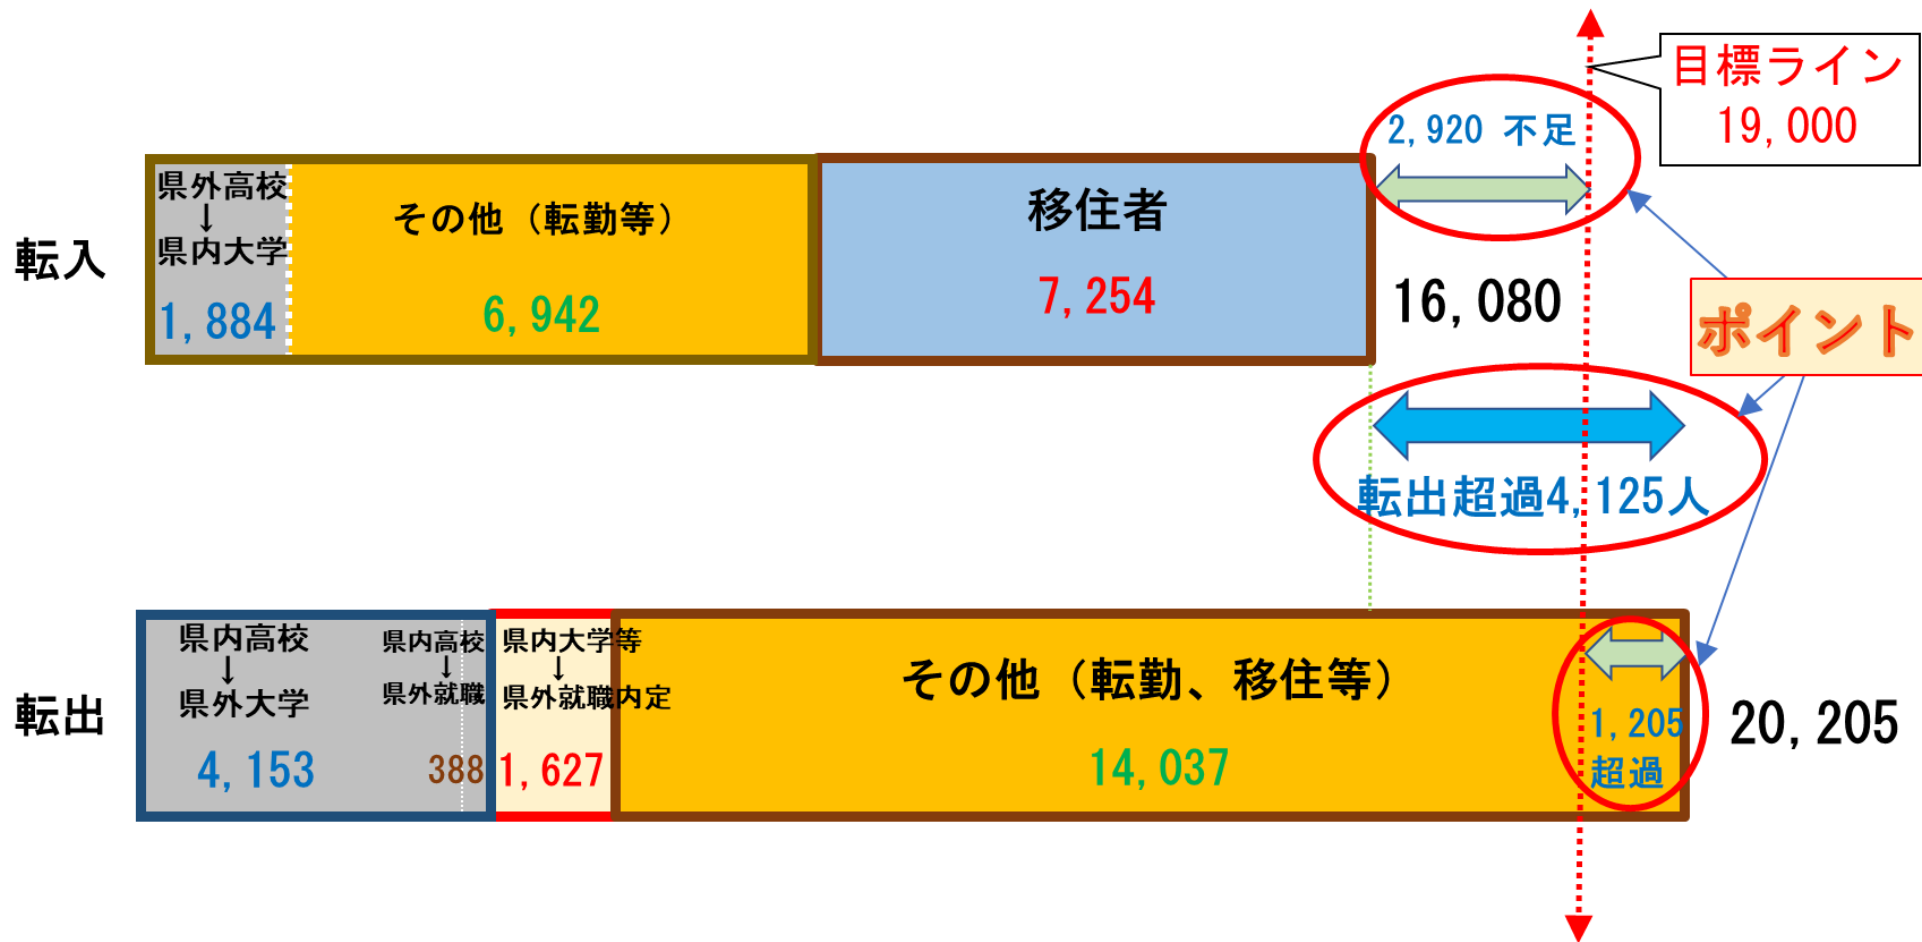 目標ライン
19,000
2,920 不足
転入
県外高校
↓
県内大学
1,884
その他（転勤等）
6,942
移住者
7,254
16,080
ポイント
転出超過4,125人
転出
県内高校
↓
県外大学
4,153
県内高校
↓
県外就職
388
県内大学等
↓
県外就職内定
1,627
その他（転勤、移住等）
14,037
1,205
超過
20,205